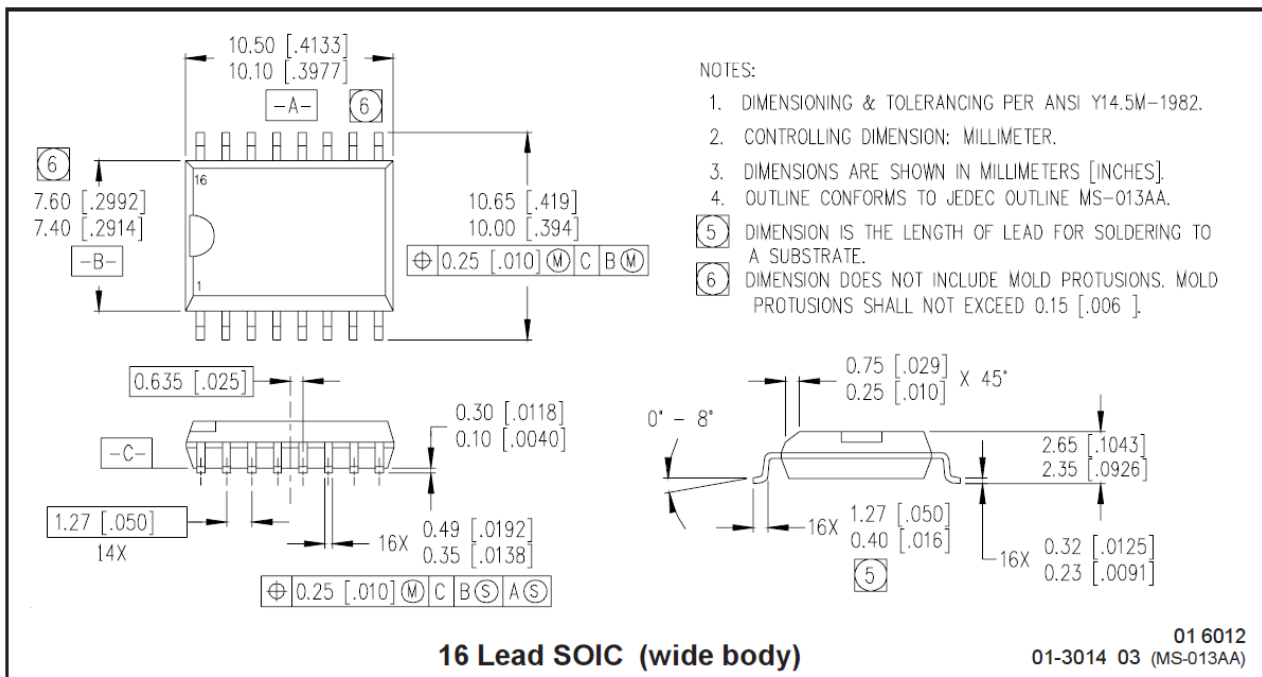 10.50 [.4133]
10.10 [.3977]
-A-
6
6
7.60 [.2992]
7.40 [.2914]
-B-
16
1
10.65 [.419]
10.00 [.394]
⌖ 0.25 [.010] Ⓜ C B Ⓜ
NOTES:
1. DIMENSIONING & TOLERANCING PER ANSI Y14.5M-1982.
2. CONTROLLING DIMENSION: MILLIMETER.
3. DIMENSIONS ARE SHOWN IN MILLIMETERS [INCHES].
4. OUTLINE CONFORMS TO JEDEC OUTLINE MS-013AA.
5 DIMENSION IS THE LENGTH OF LEAD FOR SOLDERING TO
A SUBSTRATE.
6 DIMENSION DOES NOT INCLUDE MOLD PROTUSIONS. MOLD
PROTUSIONS SHALL NOT EXCEED 0.15 [.006 ].
0.635 [.025]
-C-
0.30 [.0118]
0.10 [.0040]
1.27 [.050]
14X
16X
0.49 [.0192]
0.35 [.0138]
⌖ 0.25 [.010] Ⓜ C B Ⓢ A Ⓢ
0.75 [.029]
0.25 [.010]
X 45°
0° - 8°
2.65 [.1043]
2.35 [.0926]
16X
1.27 [.050]
0.40 [.016]
5
16X
0.32 [.0125]
0.23 [.0091]
16 Lead SOIC (wide body)
01 6012
01-3014 03 (MS-013AA)